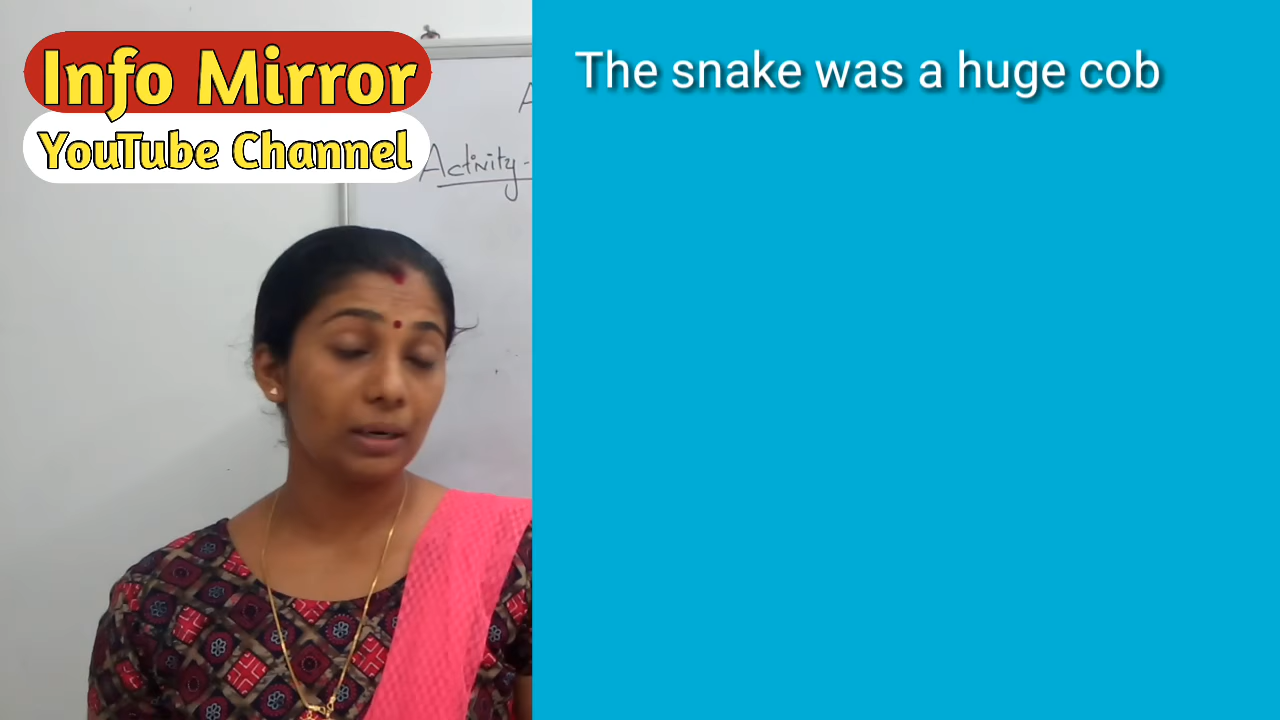 Info Mirror
YouTube Channel
The snake was a huge cob
A
Activity-